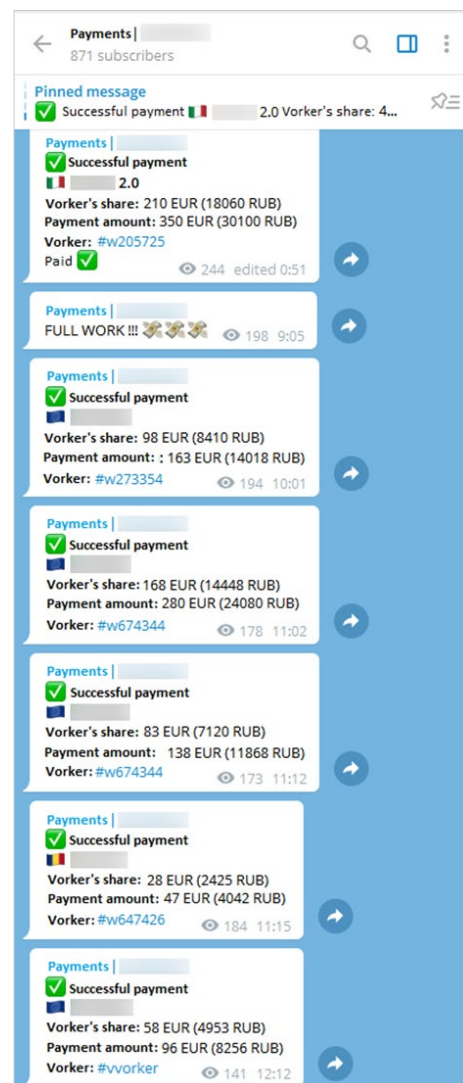 Payments|
871 subscribers
Pinned message
Successful payment 2.0 Vorker's share: 4...
Payments |
Successful payment
2.0
Vorker's share: 210 EUR (18060 RUB)
Payment amount: 350 EUR (30100 RUB)
Vorker: #w205725
Paid
244 edited 0:51
Payments |
FULL WORK !!! 198 9:05
Payments |
Successful payment
Vorker's share: 98 EUR (8410 RUB)
Payment amount: : 163 EUR (14018 RUB)
Vorker: #w273354
194 10:01
Payments |
Successful payment
Vorker's share: 168 EUR (14448 RUB)
Payment amount: 280 EUR (24080 RUB)
Vorker: #w674344
178 11:02
Payments |
Successful payment
Vorker's share: 83 EUR (7120 RUB)
Payment amount: 138 EUR (11868 RUB)
Vorker: #w674344
173 11:12
Payments |
Successful payment
Vorker's share: 28 EUR (2425 RUB)
Payment amount: 47 EUR (4042 RUB)
Vorker: #w647426
184 11:15
Payments |
Successful payment
Vorker's share: 58 EUR (4953 RUB)
Payment amount: 96 EUR (8256 RUB)
Vorker: #vvorker
141 12:12